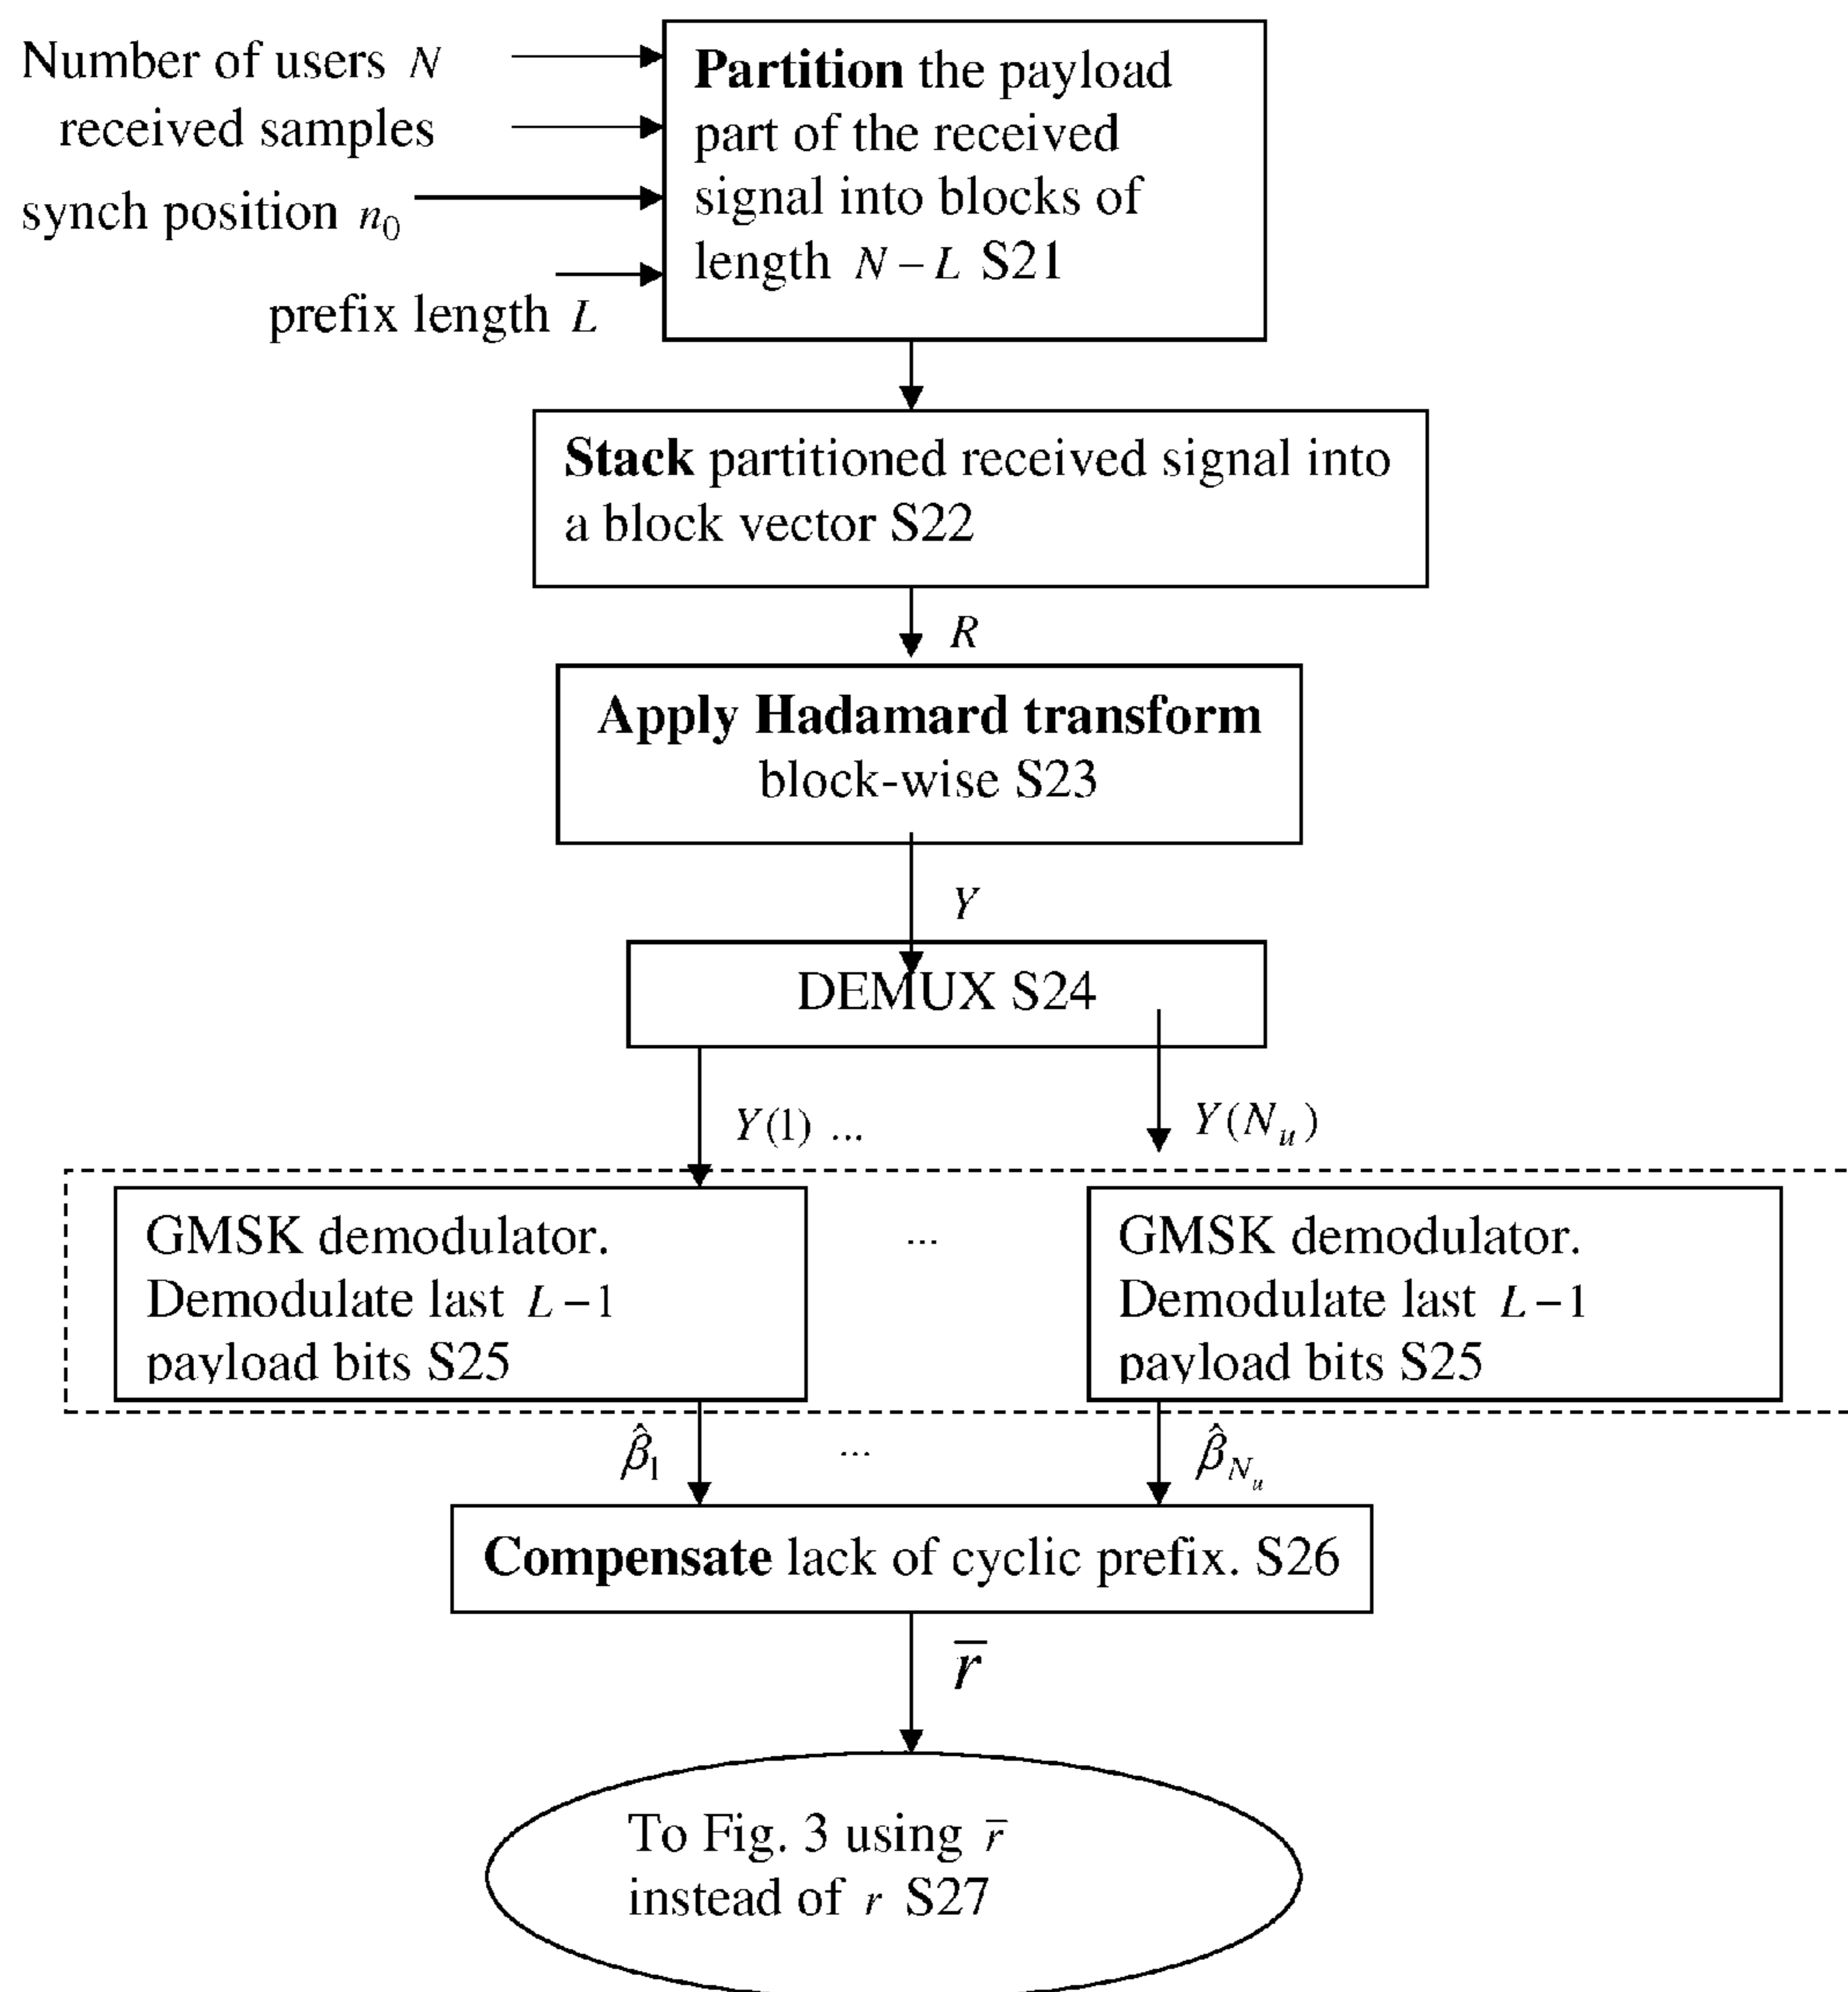 Number of users N
received samples
synch position n₀
prefix length L
Partition the payload
part of the received
signal into blocks of
length N – L S21
Stack partitioned received signal into
a block vector S22
R
Apply Hadamard transform
block-wise S23
Y
DEMUX S24
Y(1) ...
Y(Nᵤ)
GMSK demodulator.
Demodulate last L – 1
payload bits S25
...
GMSK demodulator.
Demodulate last L – 1
payload bits S25
β̂₁
...
β̂_{N_u}
Compensate lack of cyclic prefix. S26
r̅
To Fig. 3 using r̅
instead of r S27